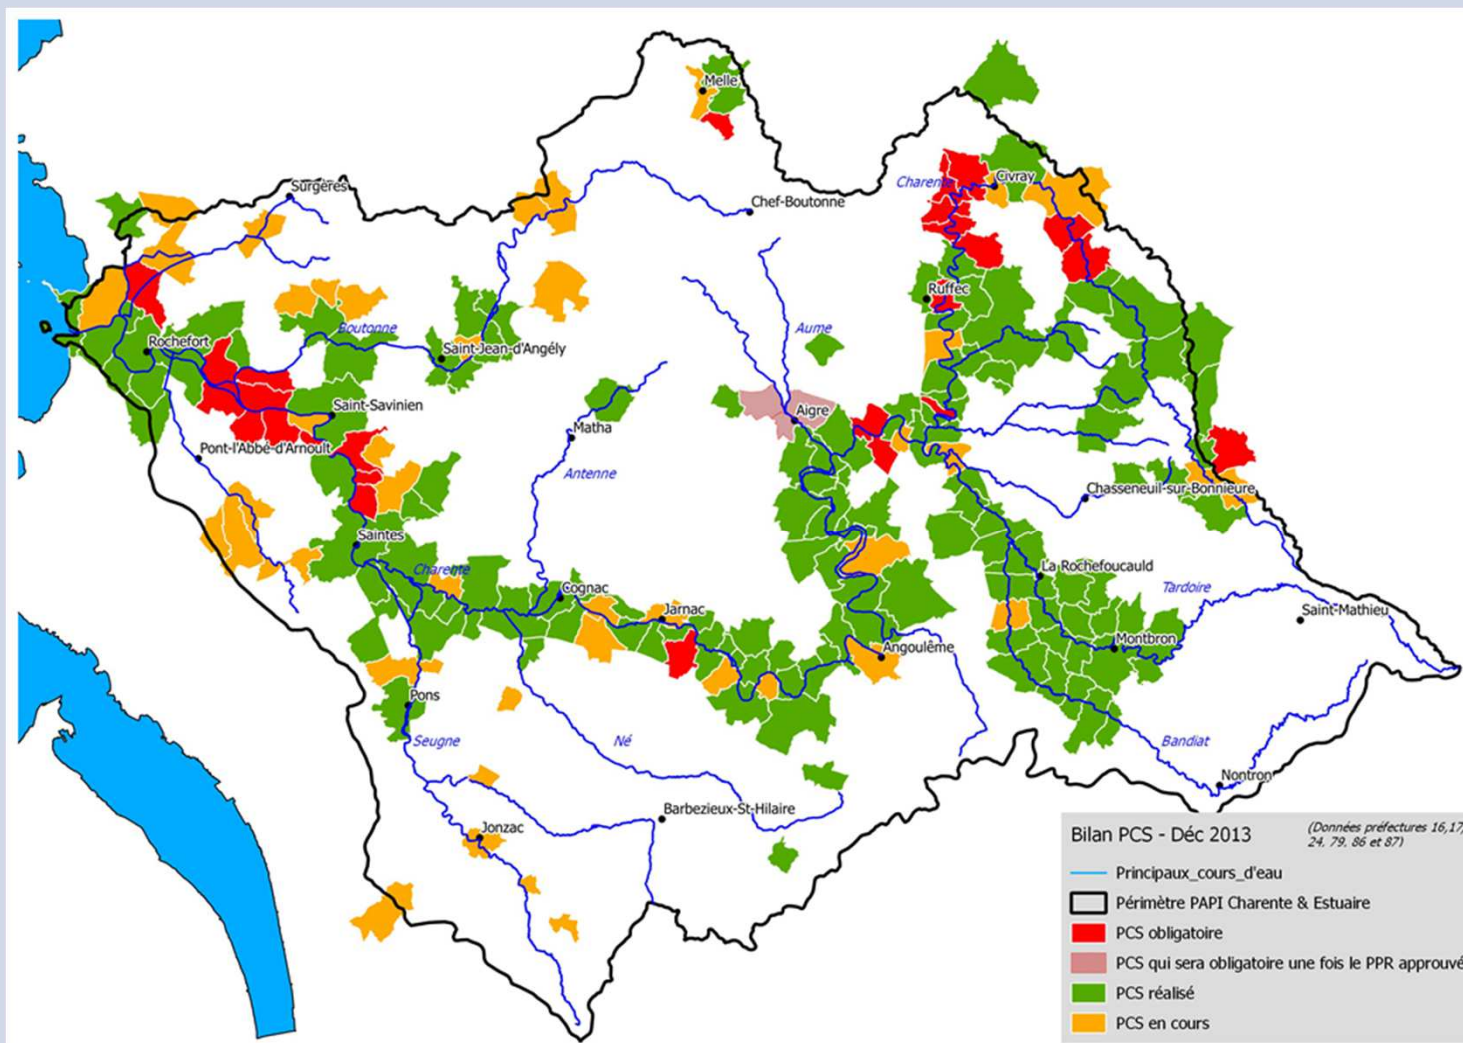 Melle
Surgères
Chef-Boutonne
Charente
Civray
Ruffec
Rochefort
Boutonne
Saint-Jean-d'Angély
Aume
Saint-Savinien
Aigre
Matha
Pont-l'Abbé-d'Arnoult
Antenne
Chasseneuil-sur-Bonnieure
Saintes
Charente
Cognac
La Rochefoucauld
Tardoire
Jarnac
Saint-Mathieu
Montbron
Angoulême
Pons
Seugne
Né
Bandiat
Nontron
Barbezieux-St-Hilaire
Jonzac
Bilan PCS - Déc 2013
(Données préfectures 16,17,
24, 79, 86 et 87)
Principaux_cours_d'eau
Périmètre PAPI Charente & Estuaire
PCS obligatoire
PCS qui sera obligatoire une fois le PPR approuvé
PCS réalisé
PCS en cours